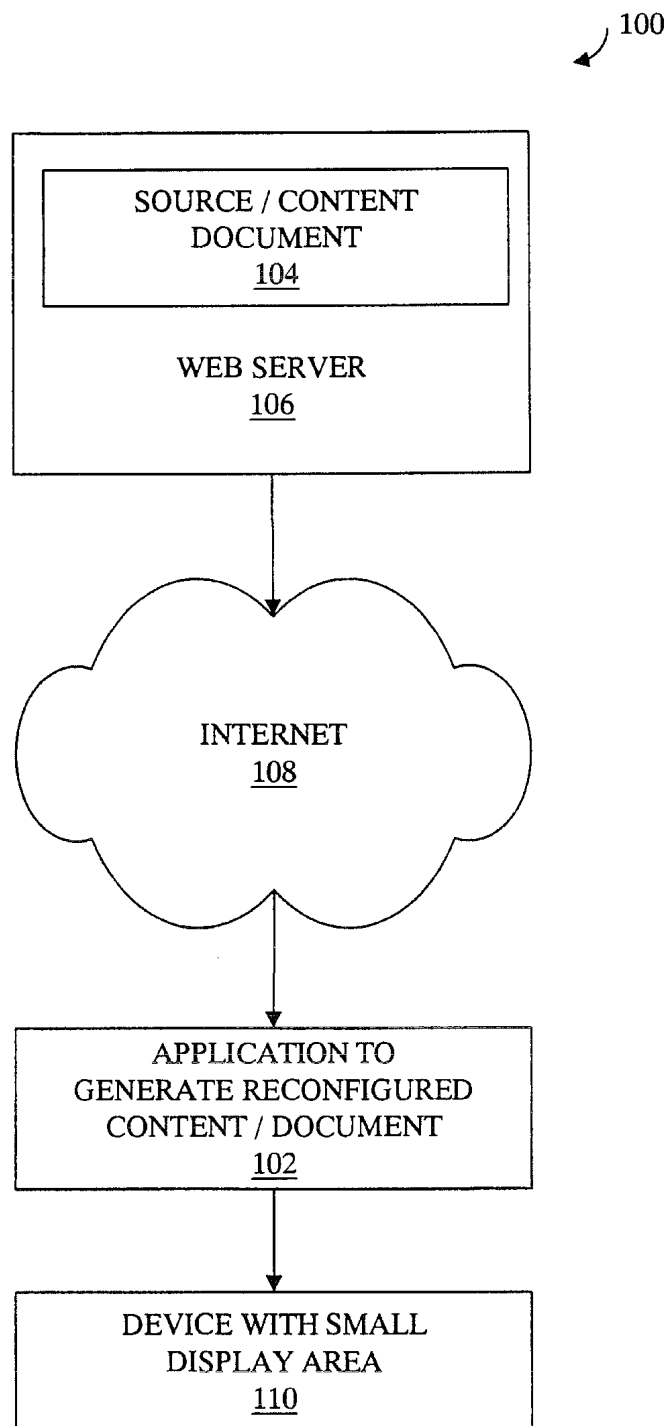 100
SOURCE / CONTENT
DOCUMENT
104
WEB SERVER
106
INTERNET
108
APPLICATION TO
GENERATE RECONFIGURED
CONTENT / DOCUMENT
102
DEVICE WITH SMALL
DISPLAY AREA
110